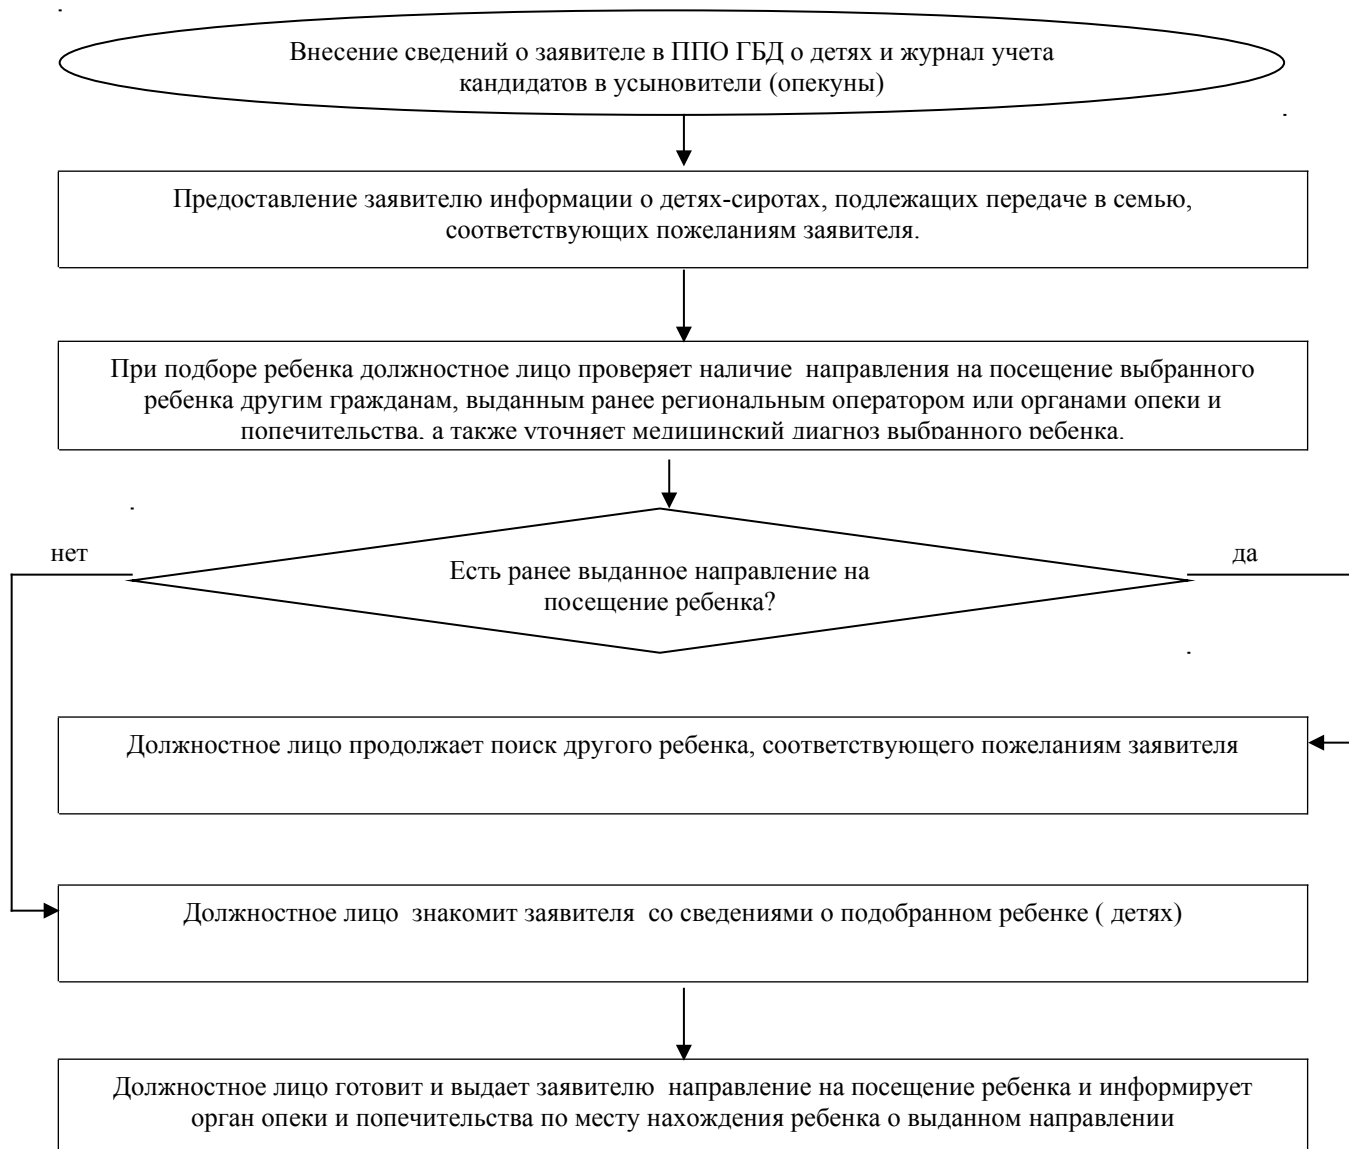 Внесение сведений о заявителе в ППО ГБД о детях и журнал учета
кандидатов в усыновители (опекуны)
Предоставление заявителю информации о детях-сиротах, подлежащих передаче в семью,
соответствующих пожеланиям заявителя.
При подборе ребенка должностное лицо проверяет наличие направления на посещение выбранного
ребенка другим гражданам, выданным ранее региональным оператором или органами опеки и
попечительства, а также уточняет медицинский диагноз выбранного ребенка.
нет
да
Есть ранее выданное направление на
посещение ребенка?
Должностное лицо продолжает поиск другого ребенка, соответствующего пожеланиям заявителя
Должностное лицо знакомит заявителя со сведениями о подобранном ребенке ( детях)
Должностное лицо готовит и выдает заявителю направление на посещение ребенка и информирует
орган опеки и попечительства по месту нахождения ребенка о выданном направлении